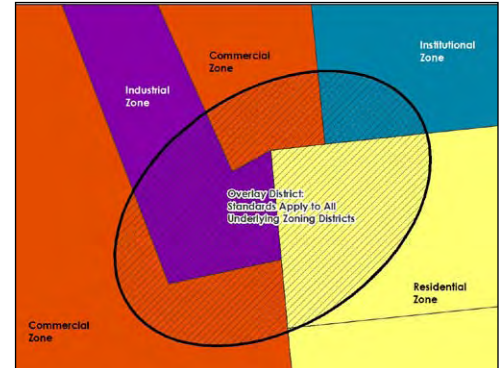 Commercial
Zone
Institutional
Zone
Industrial
Zone
Overlay District:
Standards Apply to All
Underlying Zoning Districts
Residential
Zone
Commercial
Zone